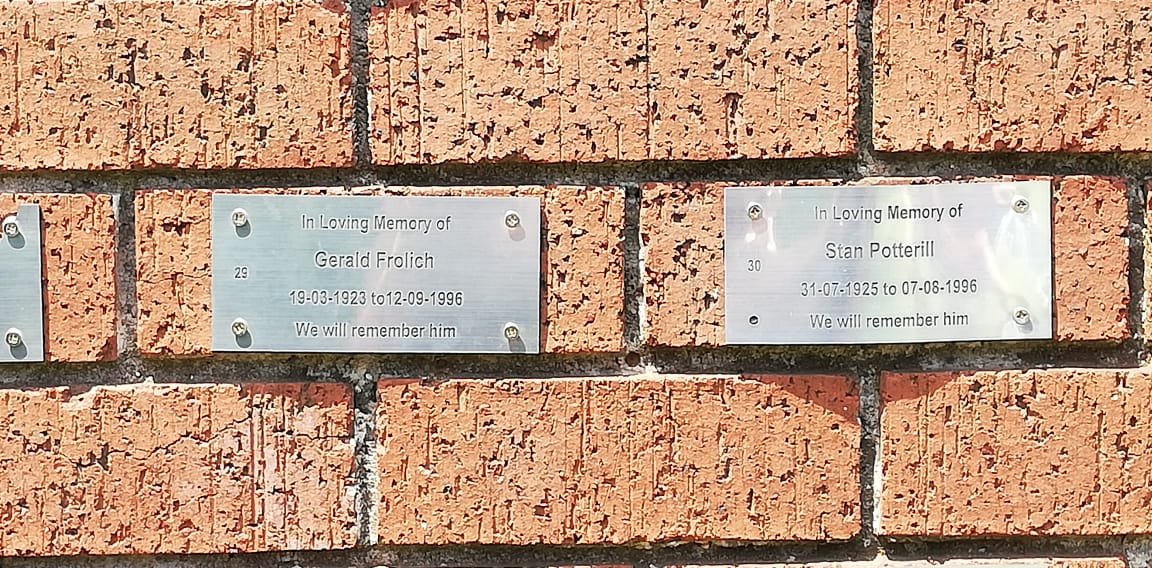 In Loving Memory of
29
Gerald Frolich
19-03-1923 to12-09-1996
We will remember him
In Loving Memory of
30
Stan Potterill
31-07-1925 to 07-08-1996
We will remember him